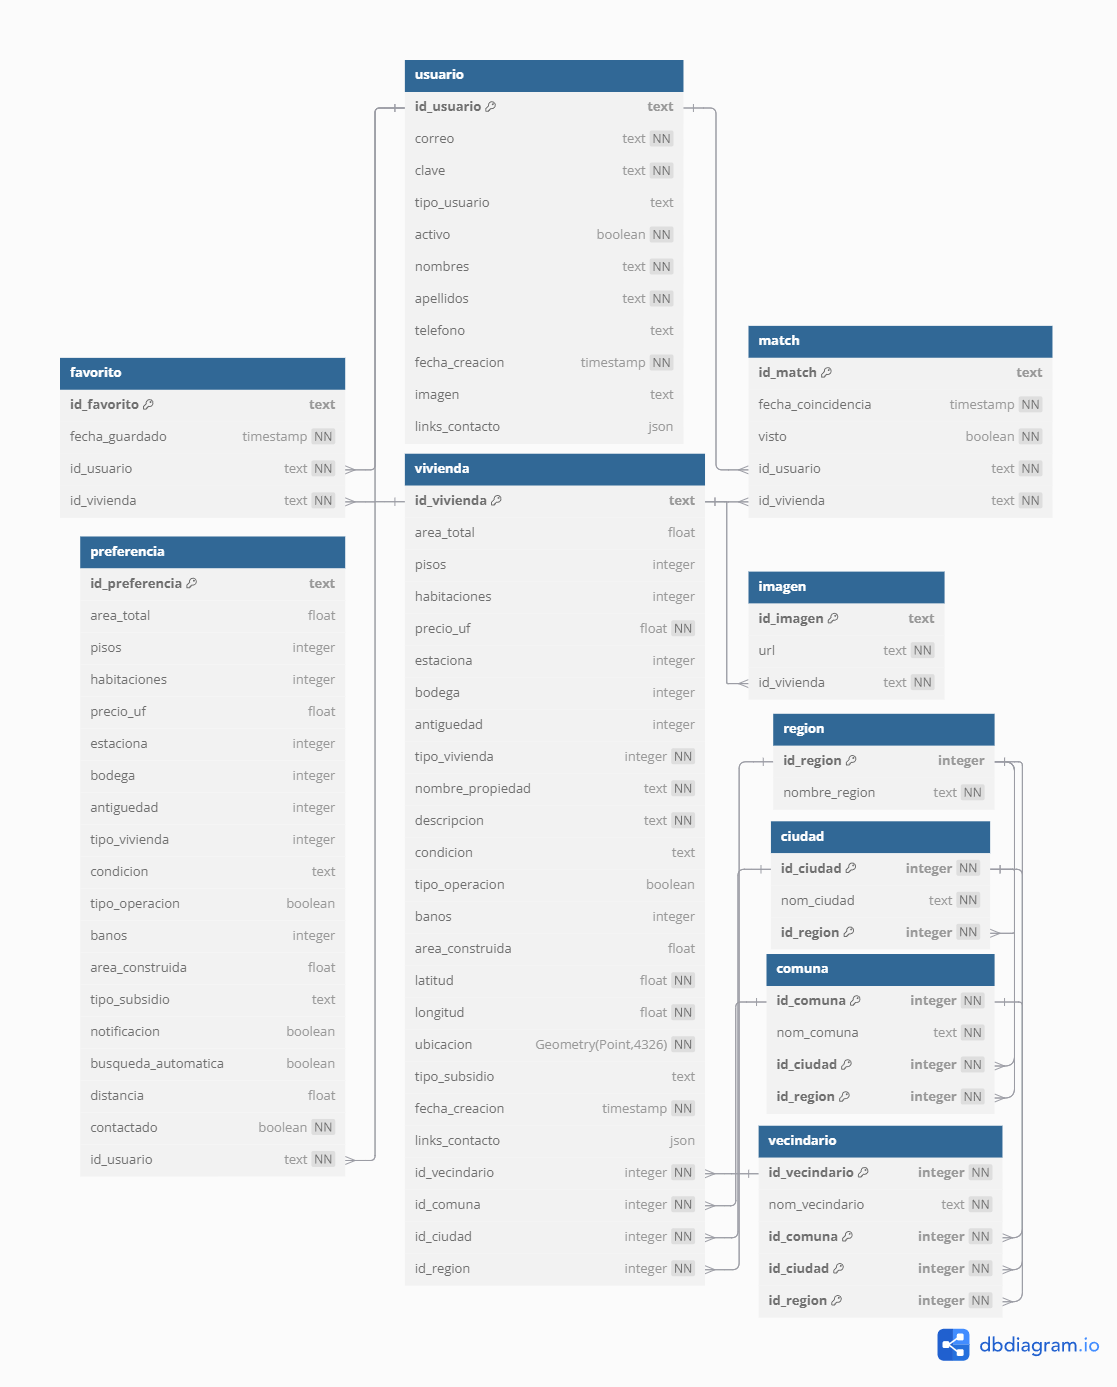 usuario
id_usuario text
correo text NN
clave text NN
tipo_usuario text
activo boolean NN
nombres text NN
apellidos text NN
telefono text
fecha_creacion timestamp NN
imagen text
links_contacto json
favorito
id_favorito text
fecha_guardado timestamp NN
id_usuario text NN
id_vivienda text NN
match
id_match text
fecha_coincidencia timestamp NN
visto boolean NN
id_usuario text NN
id_vivienda text NN
vivienda
id_vivienda text
area_total float
pisos integer
habitaciones integer
precio_uf float NN
estaciona integer
bodega integer
antiguedad integer
tipo_vivienda integer NN
nombre_propiedad text NN
descripcion text NN
condicion text
tipo_operacion boolean
banos integer
area_construida float
latitud float NN
longitud float NN
ubicacion Geometry(Point,4326) NN
tipo_subsidio text
fecha_creacion timestamp NN
links_contacto json
id_vecindario integer NN
id_comuna integer NN
id_ciudad integer NN
id_region integer NN
preferencia
id_preferencia text
area_total float
pisos integer
habitaciones integer
precio_uf float
estaciona integer
bodega integer
antiguedad integer
tipo_vivienda integer
condicion text
tipo_operacion boolean
banos integer
area_construida float
tipo_subsidio text
notificacion boolean
busqueda_automatica boolean
distancia float
contactado boolean NN
id_usuario text NN
imagen
id_imagen text
url text NN
id_vivienda text NN
region
id_region integer
nombre_region text NN
ciudad
id_ciudad integer NN
nom_ciudad text NN
id_region integer NN
comuna
id_comuna integer NN
nom_comuna text NN
id_ciudad integer NN
id_region integer NN
vecindario
id_vecindario integer NN
nom_vecindario text NN
id_comuna integer NN
id_ciudad integer NN
id_region integer NN
dbdiagram.io